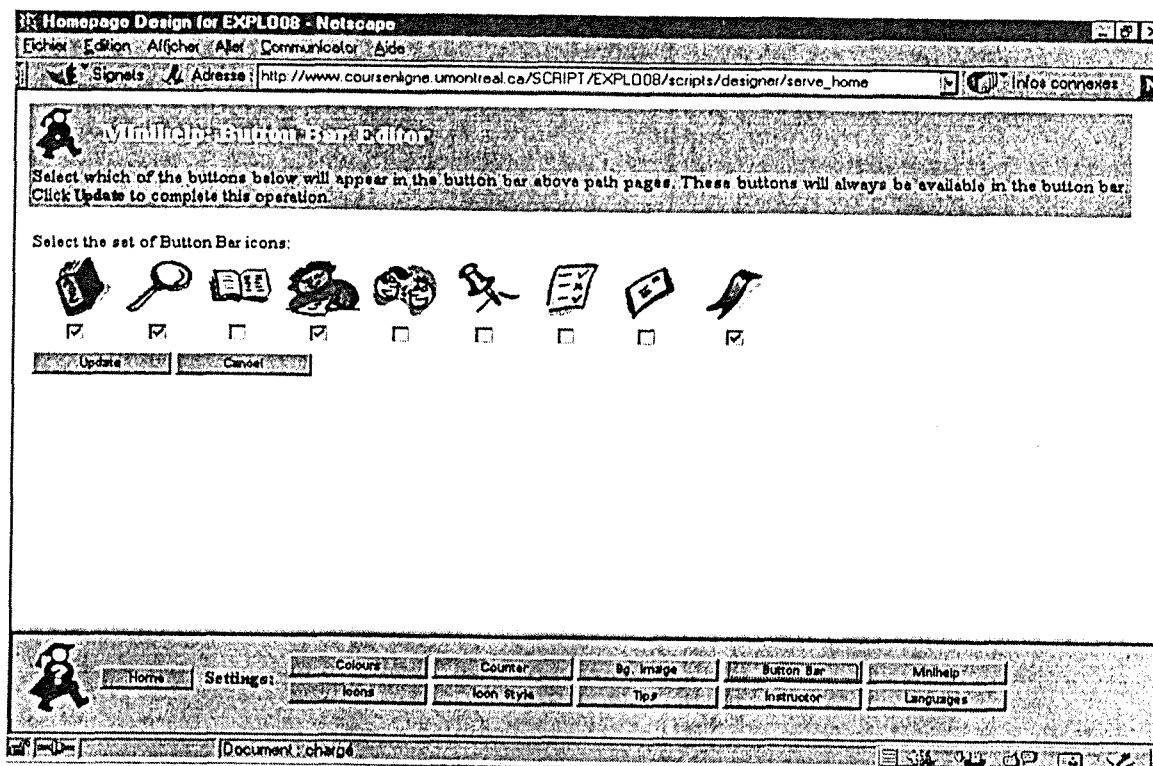 Homepage Design for EXPLO08 - Netscape
Fichier Edition Afficher Aller Communicator Aide
Signets Adresse : http://www.coursenligne.umontreal.ca/SCRIPT/EXPLO08/scripts/designer/serve_home Infos connexes
Minihelp: Button Bar Editor
Select which of the buttons below will appear in the button bar above path pages. These buttons will always be available in the button bar.
Click Update to complete this operation.
Select the set of Button Bar icons:
Update Cancel
Colours Counter Bg. Image Button Bar Minihelp
Home Settings:
Icons Icon Style Tips Instructor Languages
Document : chargé